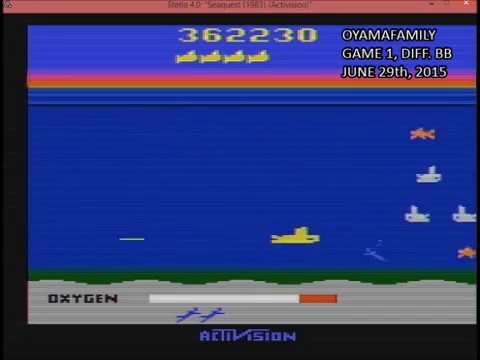 Stella 4.0: "Seaquest (1983) (Activision)"
362230
OYAMAFAMILY
GAME 1, DIFF. BB
JUNE 29th, 2015
OXYGEN
ACTIVISION